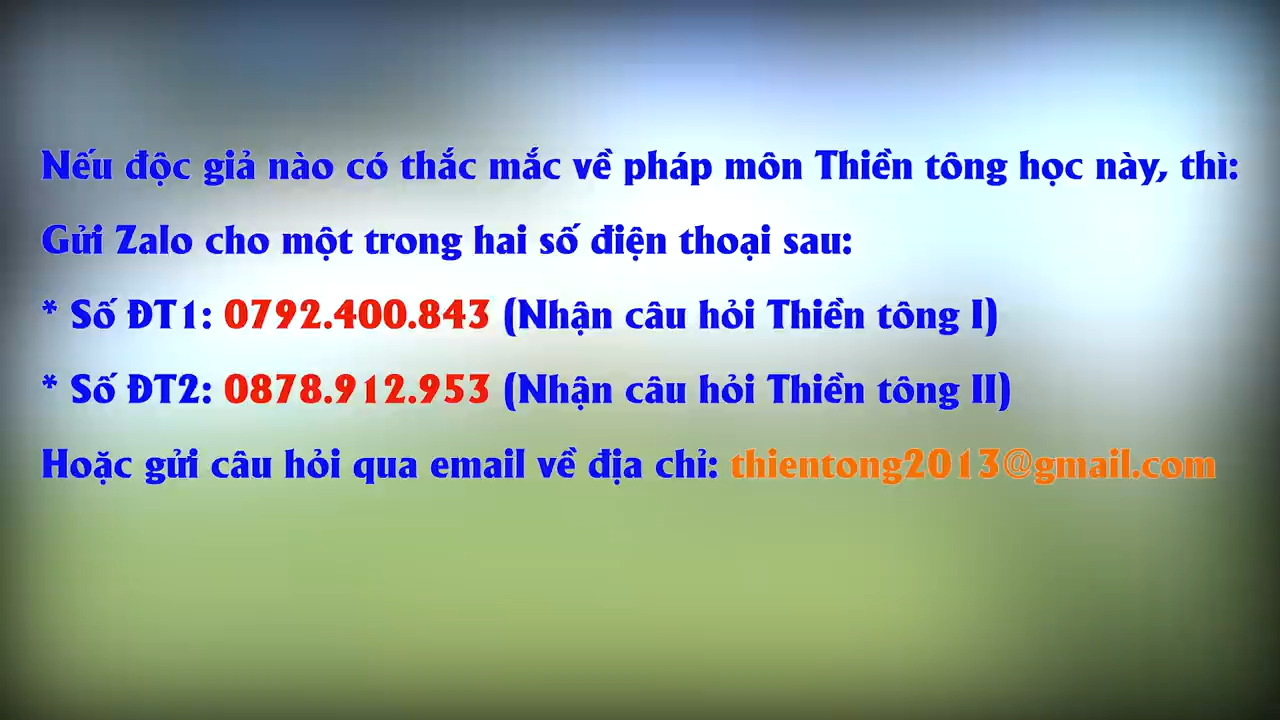 Nếu độc giả nào có thắc mắc về pháp môn Thiền tông học này, thì:
Gửi Zalo cho một trong hai số điện thoại sau:
* Số ĐT1: 0792.400.843 (Nhận câu hỏi Thiền tông I)
* Số ĐT2: 0878.912.953 (Nhận câu hỏi Thiền tông II)
Hoặc gửi câu hỏi qua email về địa chỉ: thientong2013@gmail.com